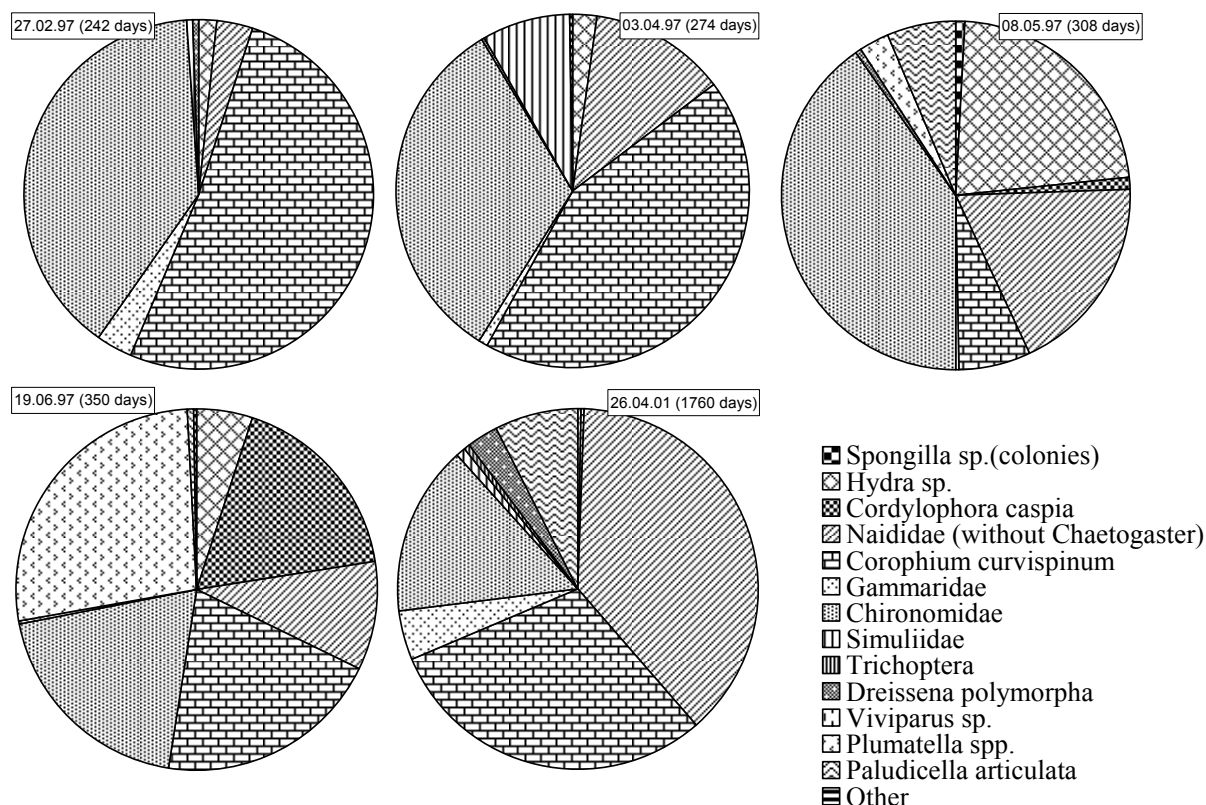 27.02.97 (242 days)
03.04.97 (274 days)
08.05.97 (308 days)
19.06.97 (350 days)
26.04.01 (1760 days)
Spongilla sp.(colonies)
Hydra sp.
Cordylophora caspia
Naididae (without Chaetogaster)
Corophium curvispinum
Gammaridae
Chironomidae
Simuliidae
Trichoptera
Dreissena polymorpha
Viviparus sp.
Plumatella spp.
Paludicella articulata
Other